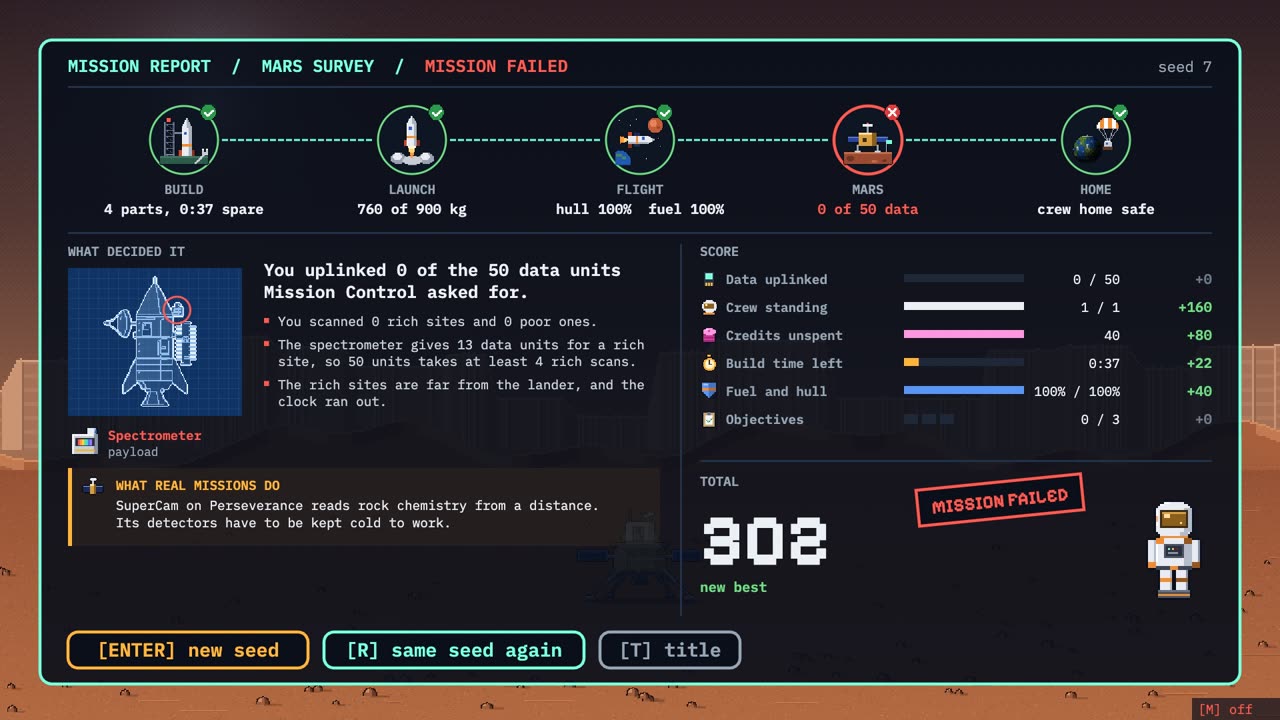 MISSION REPORT / MARS SURVEY / MISSION FAILED
seed 7
BUILD
4 parts, 0:37 spare
LAUNCH
760 of 900 kg
FLIGHT
hull 100% fuel 100%
MARS
0 of 50 data
HOME
crew home safe
WHAT DECIDED IT
You uplinked 0 of the 50 data units
Mission Control asked for.
You scanned 0 rich sites and 0 poor ones.
The spectrometer gives 13 data units for a rich
site, so 50 units takes at least 4 rich scans.
The rich sites are far from the lander, and the
clock ran out.
Spectrometer
payload
WHAT REAL MISSIONS DO
SuperCam on Perseverance reads rock chemistry from a distance.
Its detectors have to be kept cold to work.
SCORE
Data uplinked 0 / 50 +0
Crew standing 1 / 1 +160
Credits unspent 40 +80
Build time left 0:37 +22
Fuel and hull 100% / 100% +40
Objectives 0 / 3 +0
TOTAL
302
new best
MISSION FAILED
[ENTER] new seed
[R] same seed again
[T] title
[M] off